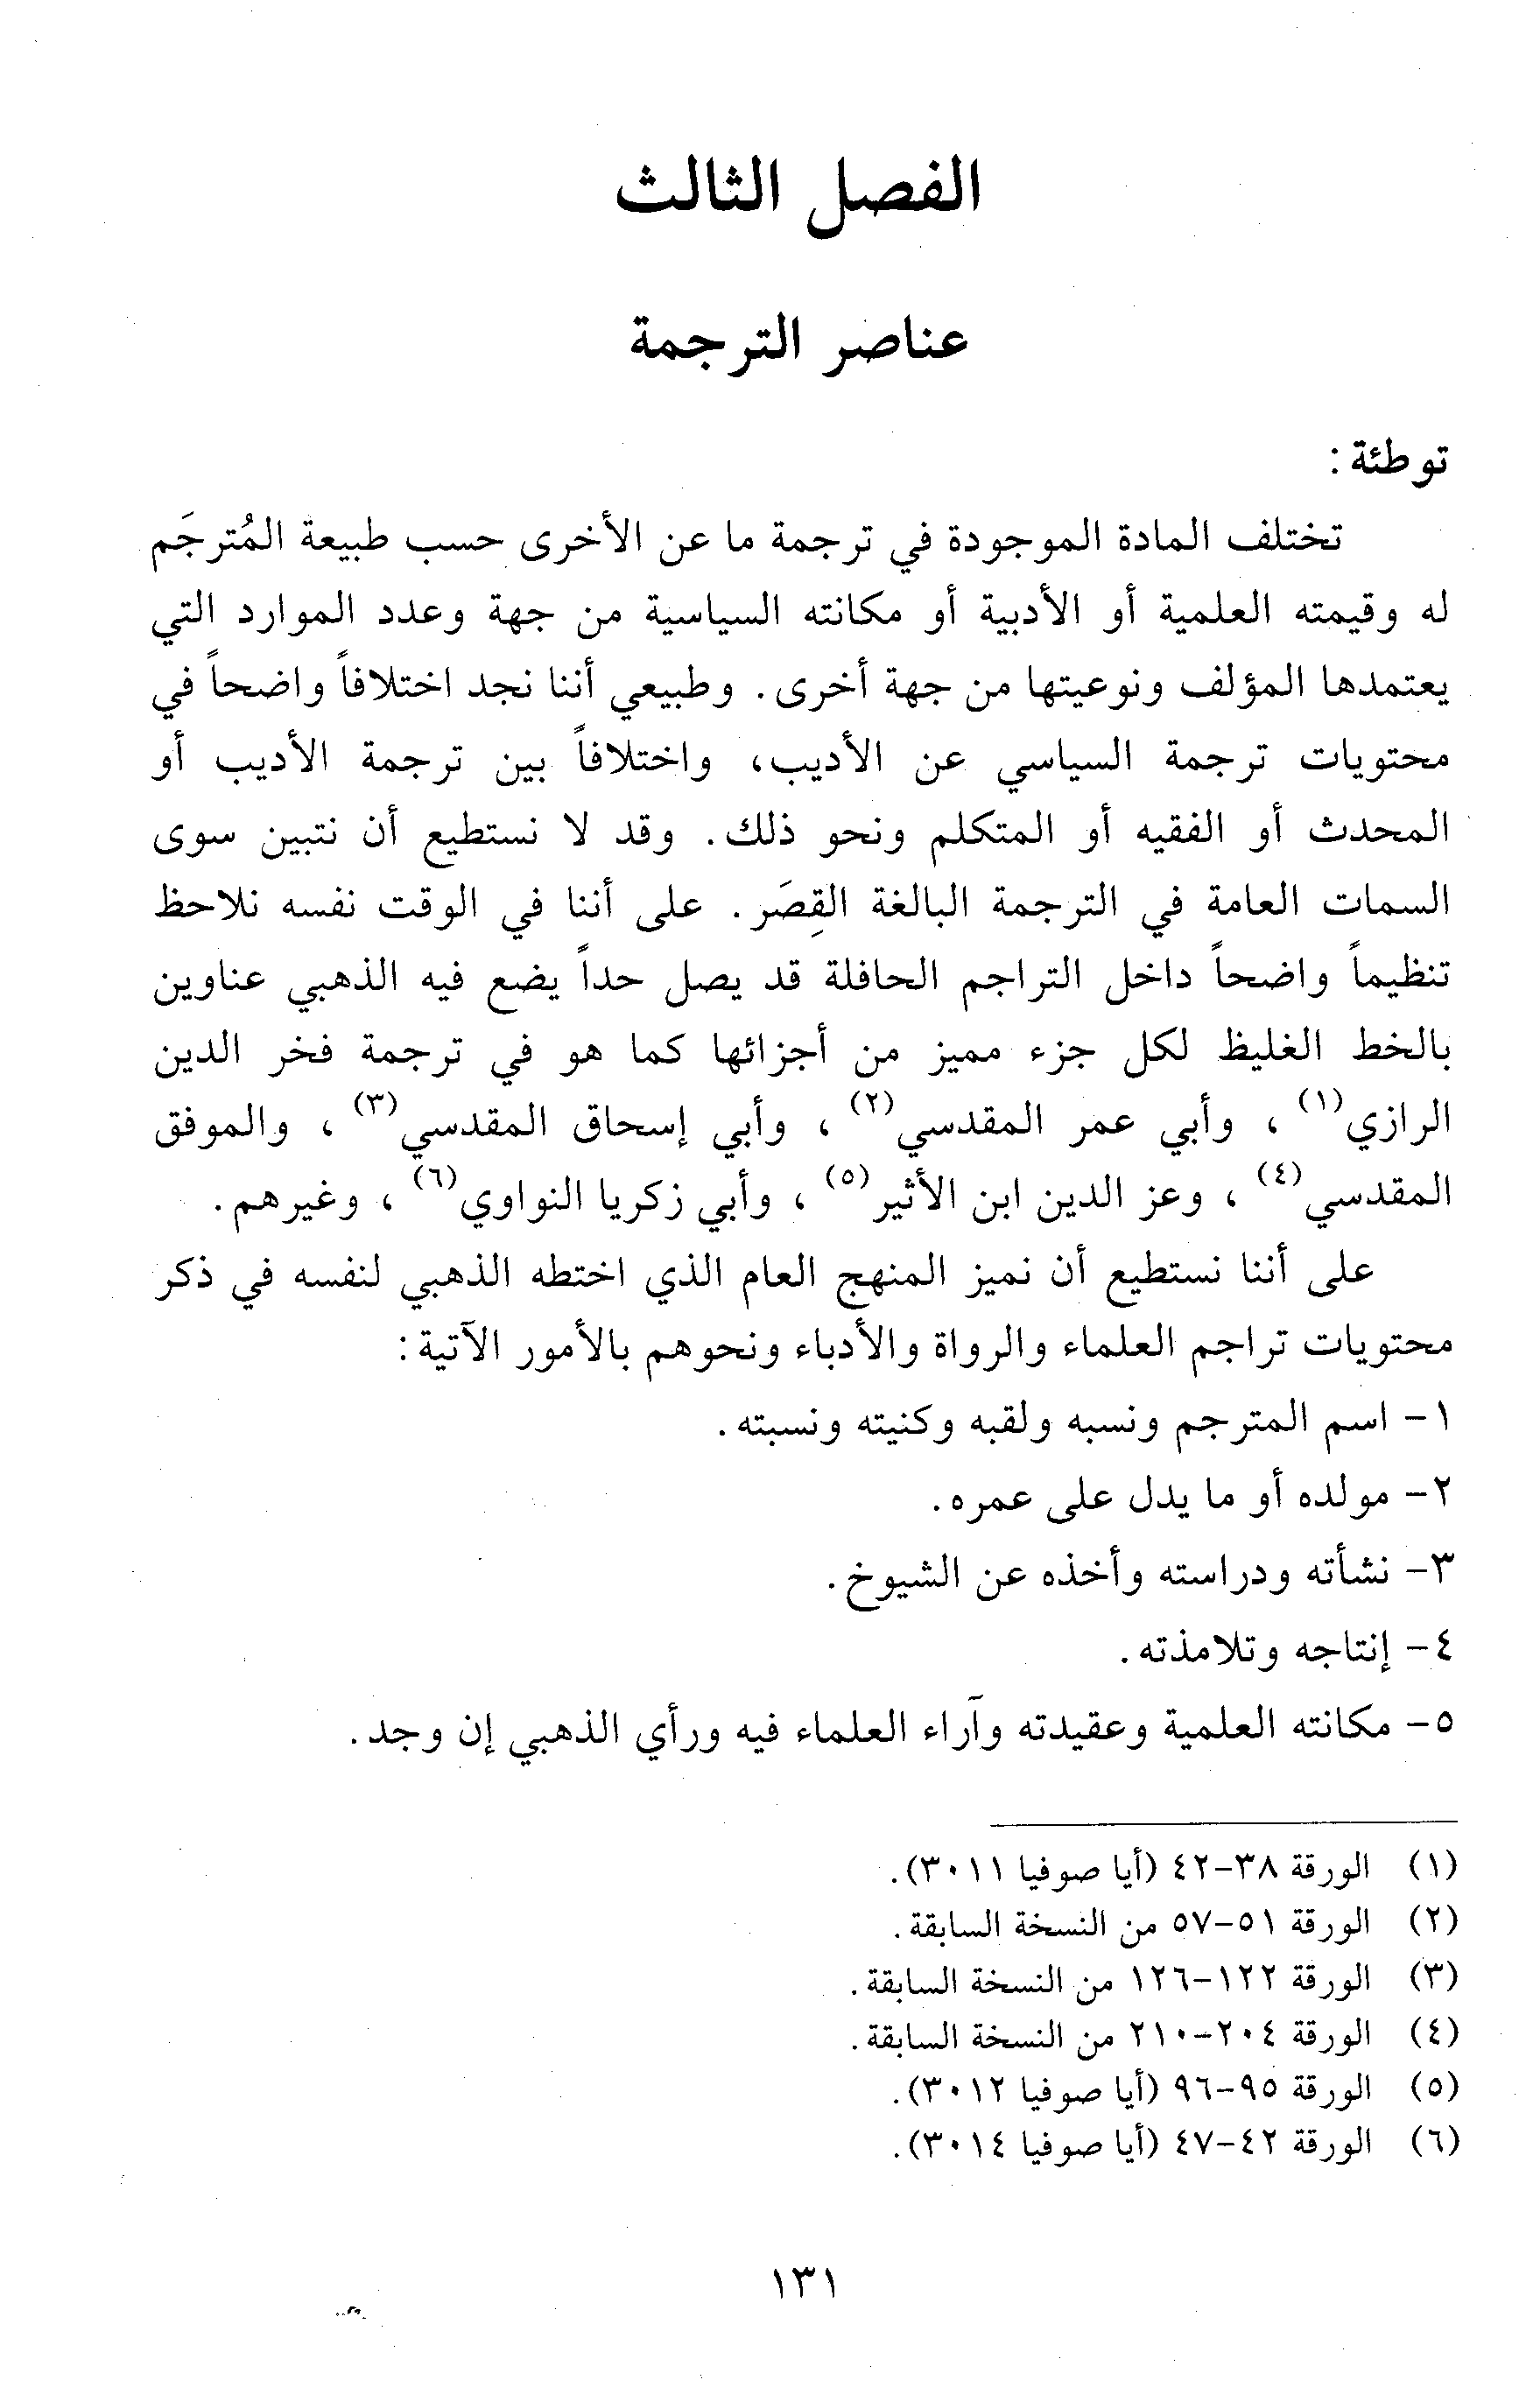 الفصل الثالث
عناصر الترجمة
توطئة :
تختلف المادة الموجودة في ترجمة ما عن الأخرى حسب طبيعة المُترجَم
له وقيمته العلمية أو الأدبية أو مكانته السياسية من جهة وعدد الموارد التي
يعتمدها المؤلف ونوعيتها من جهة أخرى . وطبيعي أننا نجد اختلافاً واضحاً في
محتويات ترجمة السياسي عن الأديب، واختلافاً بين ترجمة الأديب أو
المحدث أو الفقيه أو المتكلم ونحو ذلك. وقد لا نستطيع أن نتبين سوى
السمات العامة في الترجمة البالغة القِصَر . على أننا في الوقت نفسه نلاحظ
تنظيماً واضحاً داخل التراجم الحافلة قد يصل حداً يضع فيه الذهبي عناوين
بالخط الغليظ لكل جزء مميز من أجزائها كما هو في ترجمة فخر الدين
الرازي(١) ، وأبي عمر المقدسي(٢) ، وأبي إسحاق المقدسي(٣) ، والموفق
المقدسي(٤) ، وعز الدين ابن الأثير(٥) ، وأبي زكريا النواوي(٦) ، وغيرهم .
على أننا نستطيع أن نميز المنهج العام الذي اختطه الذهبي لنفسه في ذكر
محتويات تراجم العلماء والرواة والأدباء ونحوهم بالأمور الآتية :
١- اسم المترجم ونسبه ولقبه وكنيته ونسبته .
٢- مولده أو ما يدل على عمره .
٣- نشأته ودراسته وأخذه عن الشيوخ .
٤- إنتاجه وتلامذته .
٥- مكانته العلمية وعقيدته وآراء العلماء فيه ورأي الذهبي إن وجد .
(١) الورقة ٣٨-٤٢ (أيا صوفيا ٣٠١١).
(٢) الورقة ٥١-٥٧ من النسخة السابقة .
(٣) الورقة ١٢٢-١٢٦ من النسخة السابقة .
(٤) الورقة ٢٠٤-٢١٠ من النسخة السابقة .
(٥) الورقة ٩٥-٩٦ (أيا صوفيا ٣٠١٢).
(٦) الورقة ٤٢-٤٧ (أيا صوفيا ٣٠١٤).
١٣١